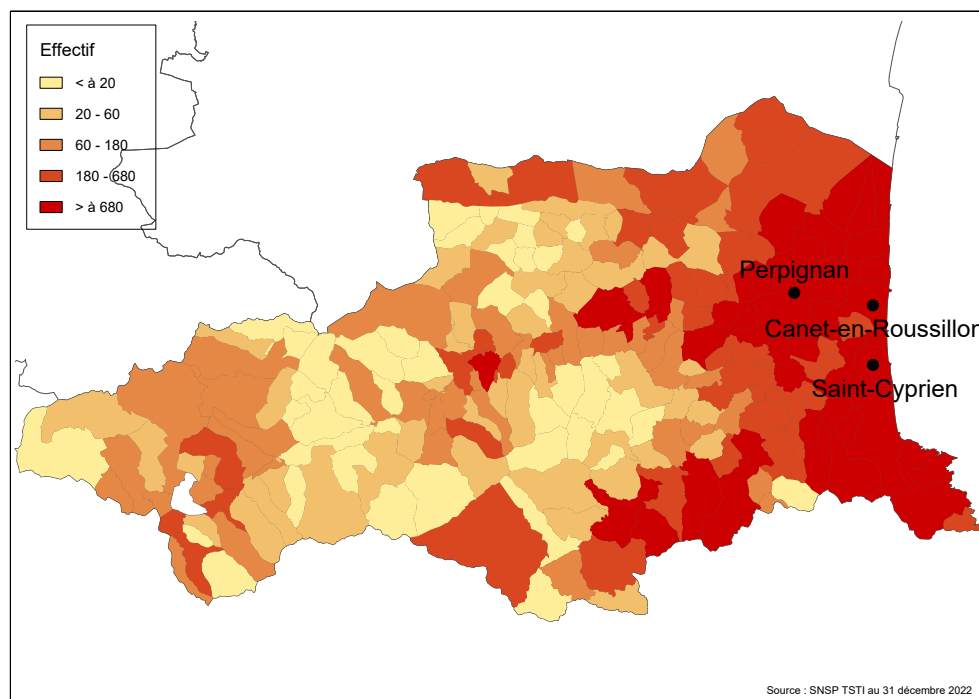 Effectif
< à 20
20 - 60
60 - 180
180 - 680
> à 680
Perpignan
Canet-en-Roussillon
Saint-Cyprien
Source : SNSP TSTI au 31 décembre 2022